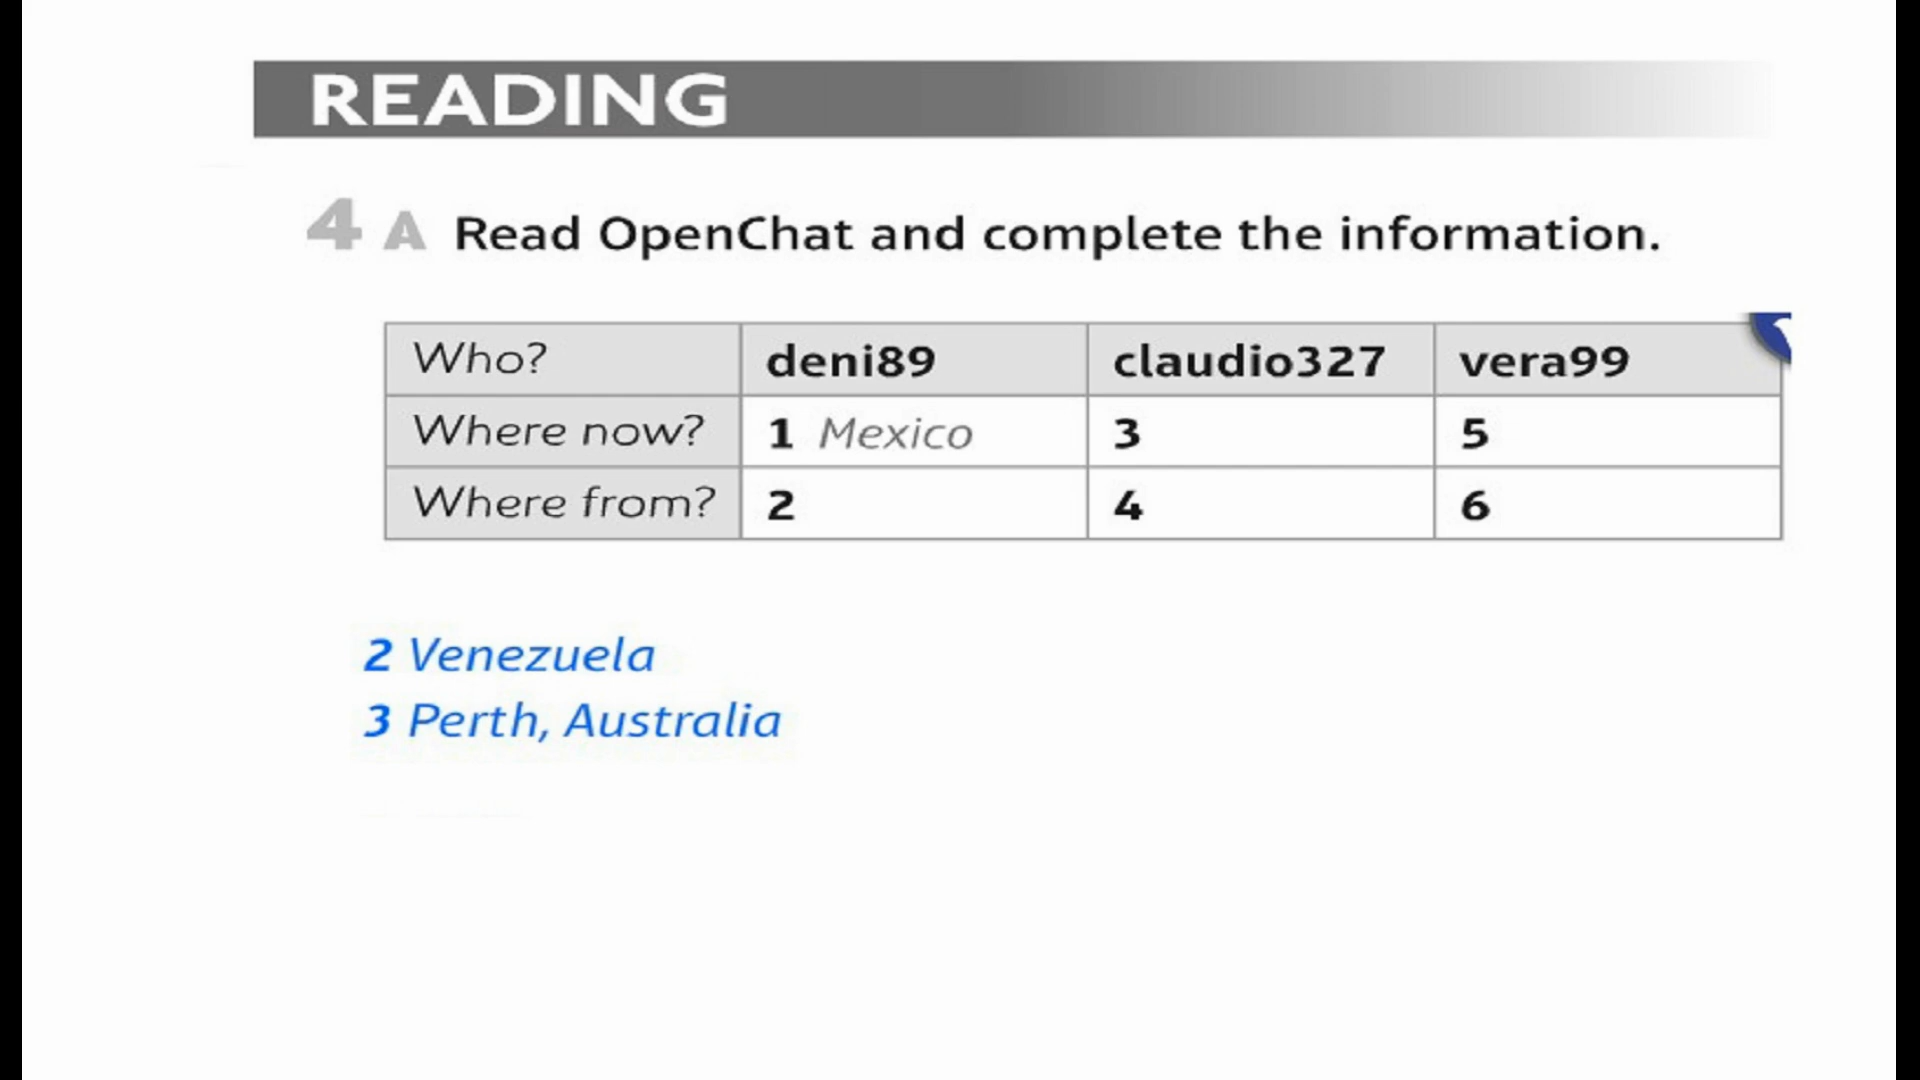 READING
4 A Read OpenChat and complete the information.
Who? deni89 claudio327 vera99
Where now? 1 Mexico 3 5
Where from? 2 4 6
2 Venezuela
3 Perth, Australia